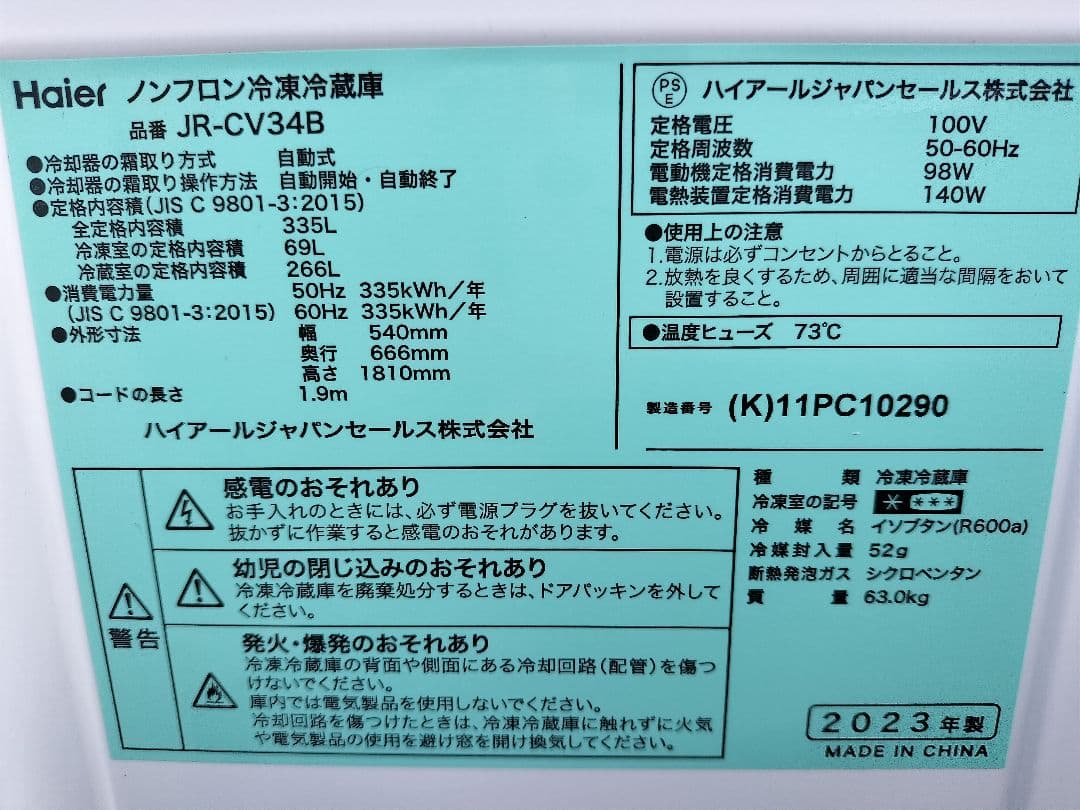 Haier ノンフロン冷凍冷蔵庫
品番 JR-CV34B
●冷却器の霜取り方式 自動式
●冷却器の霜取り操作方法 自動開始・自動終了
●定格内容積(JIS C 9801-3:2015)
全定格内容積 335L
冷凍室の定格内容積 69L
冷蔵室の定格内容積 266L
●消費電力量 50Hz 335kWh/年
(JIS C 9801-3:2015) 60Hz 335kWh/年
●外形寸法 幅 540mm
奥行 666mm
高さ 1810mm
●コードの長さ 1.9m
ハイアールジャパンセールス株式会社
PSE ハイアールジャパンセールス株式会社
定格電圧 100V
定格周波数 50-60Hz
電動機定格消費電力 98W
電熱装置定格消費電力 140W
●使用上の注意
1.電源は必ずコンセントからとること。
2.放熱を良くするため、周囲に適当な間隔をおいて
設置すること。
●温度ヒューズ 73℃
製造番号 (K)11PC10290
警告
感電のおそれあり
お手入れのときには、必ず電源プラグを抜いてください。
抜かずに作業すると感電のおそれがあります。
幼児の閉じ込みのおそれあり
冷凍冷蔵庫を廃棄処分するときは、ドアパッキンを外して
ください。
発火・爆発のおそれあり
冷凍冷蔵庫の背面や側面にある冷却回路(配管)を傷つ
けないでください。
庫内では電気製品を使用しないでください。
冷却回路を傷つけたときは、冷凍冷蔵庫に触れずに火気
や電気製品の使用を避け窓を開け換気してください。
種類 冷凍冷蔵庫
冷凍室の記号 * ***
冷媒名 イソブタン(R600a)
冷媒封入量 52g
断熱発泡ガス シクロペンタン
質量 63.0kg
2023年製
MADE IN CHINA